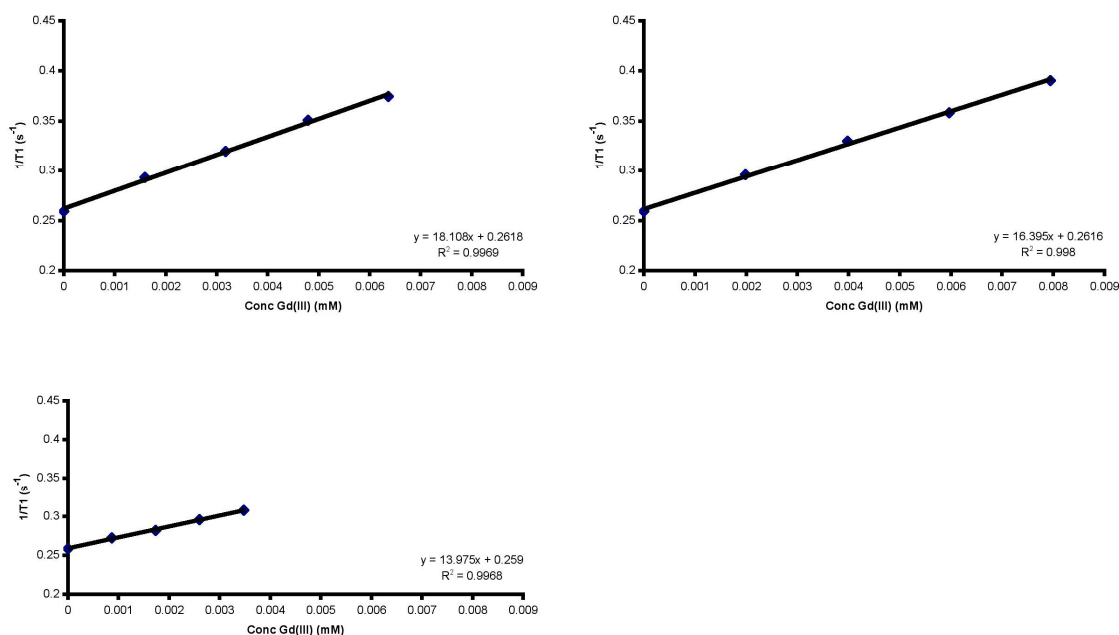 0.45
0.4
0.35
0.3
0.25
0.2
1/T1 (s⁻¹)
y = 18.108x + 0.2618
R² = 0.9969
0 0.001 0.002 0.003 0.004 0.005 0.006 0.007 0.008 0.009
Conc Gd(III) (mM)
0.45
0.4
0.35
0.3
0.25
0.2
1/T1 (s⁻¹)
y = 16.395x + 0.2616
R² = 0.998
0 0.001 0.002 0.003 0.004 0.005 0.006 0.007 0.008 0.009
Conc Gd(III) (mM)
0.45
0.4
0.35
0.3
0.25
0.2
1/T1 (s⁻¹)
y = 13.975x + 0.259
R² = 0.9968
0 0.001 0.002 0.003 0.004 0.005 0.006 0.007 0.008 0.009
Conc Gd(III) (mM)